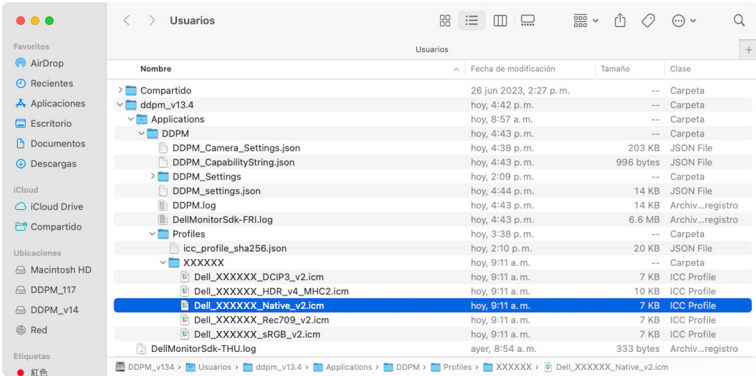 Usuarios
Favoritos
AirDrop
Recientes
Aplicaciones
Escritorio
Documentos
Descargas
iCloud
iCloud Drive
Compartido
Ubicaciones
Macintosh HD
DDPM_117
DDPM_v14
Red
Etiquetas
紅色
Usuarios
Nombre Fecha de modificación Tamaño Clase
Compartido 26 jun 2023, 2:27 p. m. -- Carpeta
ddpm_v13.4 hoy, 4:42 p. m. -- Carpeta
Applications hoy, 8:57 a. m. -- Carpeta
DDPM hoy, 4:43 p. m. -- Carpeta
DDPM_Camera_Settings.json hoy, 4:38 p. m. 203 KB JSON File
DDPM_CapabilityString.json hoy, 4:43 p. m. 996 bytes JSON File
DDPM_Settings hoy, 2:09 p. m. -- Carpeta
DDPM_settings.json hoy, 4:44 p. m. 14 KB JSON File
DDPM.log hoy, 4:43 p. m. 14 KB Archiv...registro
DellMonitorSdk-FRI.log hoy, 4:43 p. m. 6.6 MB Archiv...registro
Profiles hoy, 3:38 p. m. -- Carpeta
icc_profile_sha256.json hoy, 2:10 p. m. 20 KB JSON File
XXXXXX hoy, 9:11 a. m. -- Carpeta
Dell_XXXXXX_DCIP3_v2.icm hoy, 9:11 a. m. 7 KB ICC Profile
Dell_XXXXXX_HDR_v4_MHC2.icm hoy, 9:11 a. m. 10 KB ICC Profile
Dell_XXXXXX_Native_v2.icm hoy, 9:11 a. m. 7 KB ICC Profile
Dell_XXXXXX_Rec709_v2.icm hoy, 9:11 a. m. 7 KB ICC Profile
Dell_XXXXXX_sRGB_v2.icm hoy, 9:11 a. m. 7 KB ICC Profile
DellMonitorSdk-THU.log ayer, 8:54 a. m. 333 bytes Archiv...registro
DDPM_v134 › Usuarios › ddpm_v13.4 › Applications › DDPM › Profiles › XXXXXX › Dell_XXXXXX_Native_v2.icm